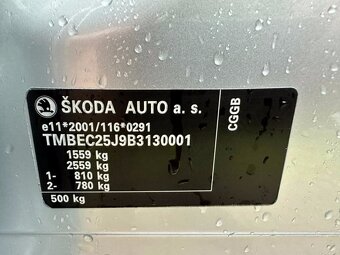 ŠKODA AUTO a. s.
e11*2001/116*0291
TMBEC25J9B3130001
1559 kg
2559 kg
1- 810 kg
2- 780 kg
500 kg
CGGB